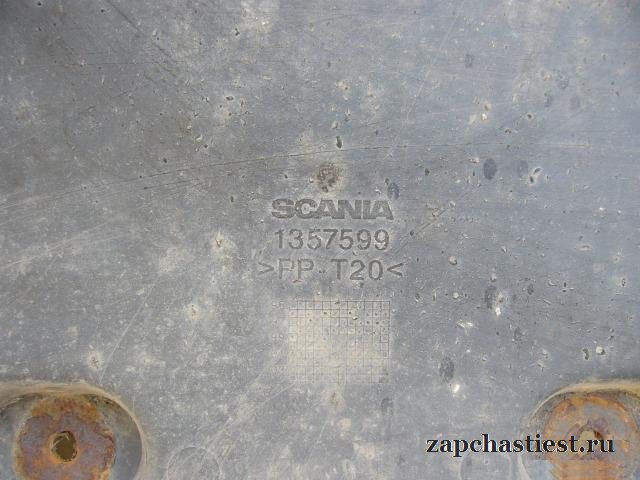 SCANIA
1357599
>PP-T20<
zapchastiest.ru